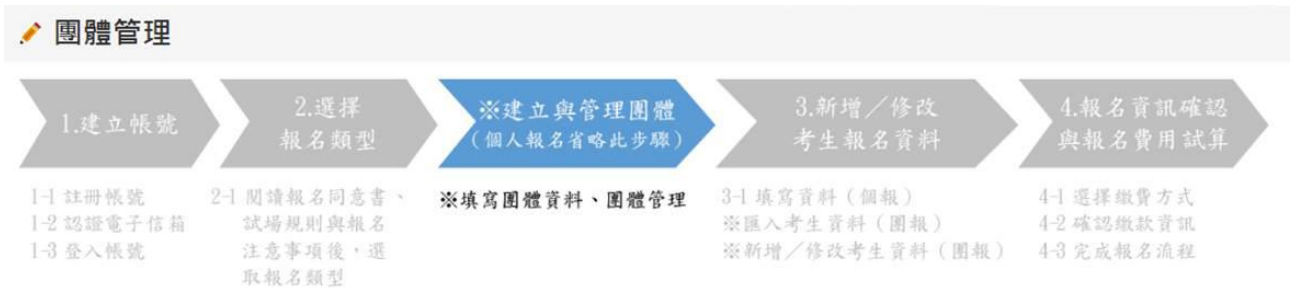 團體管理
1.建立帳號
2.選擇
報名類型
※建立與管理團體
(個人報名省略此步驟)
3.新增／修改
考生報名資料
4.報名資訊確認
與報名費用試算
1-1 註冊帳號
1-2 認證電子信箱
1-3 登入帳號
2-1 閱讀報名同意書、
試場規則與報名
注意事項後，選
取報名類型
※填寫團體資料、團體管理
3-1 填寫資料（個報）
※匯入考生資料（團報）
※新增／修改考生資料（團報）
4-1 選擇繳費方式
4-2 確認繳款資訊
4-3 完成報名流程